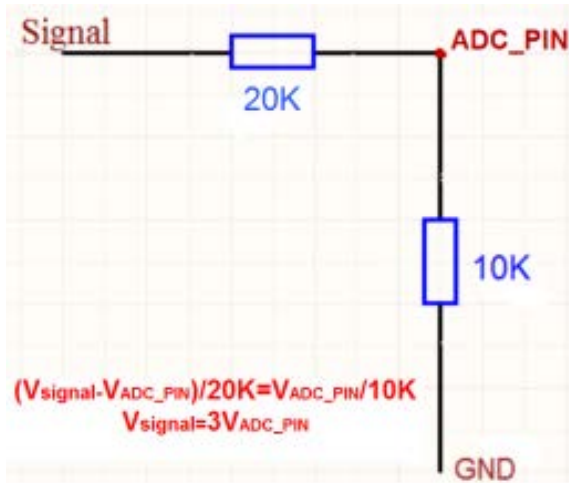 Signal
ADC_PIN
20K
10K
(Vsignal-VADC_PIN)/20K=VADC_PIN/10K
Vsignal=3VADC_PIN
GND